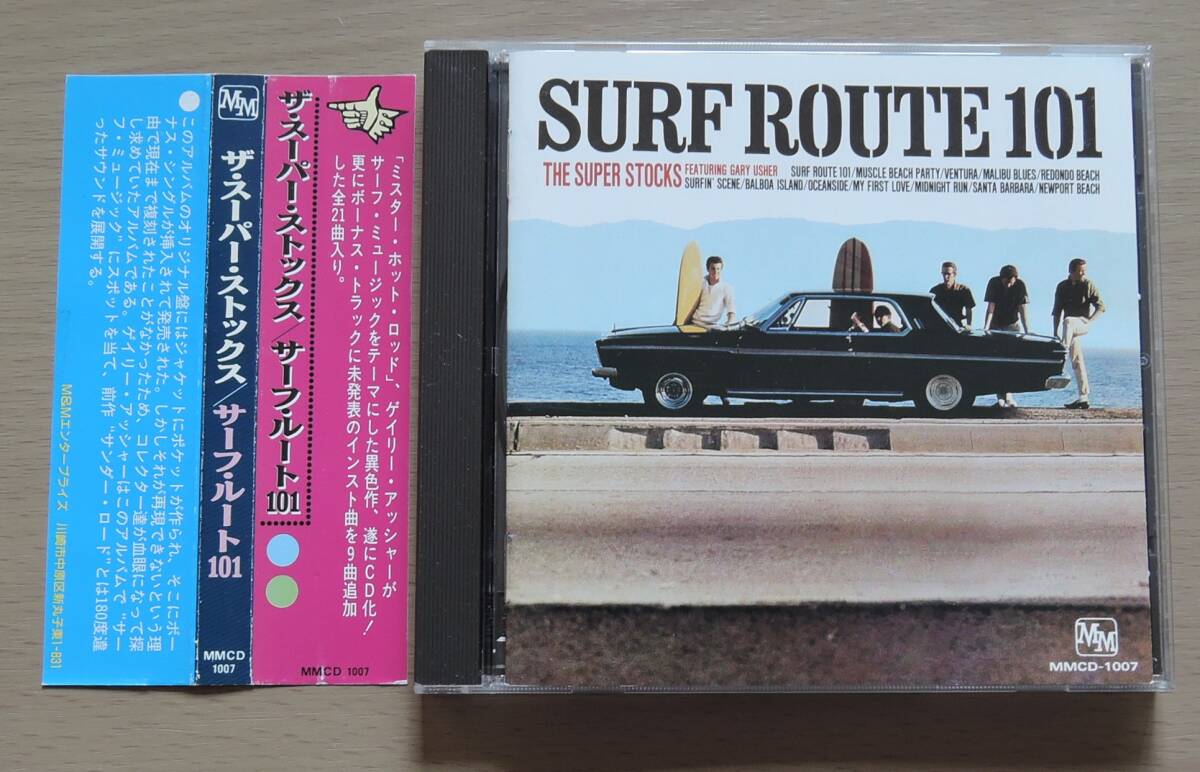 このアルバムのオリジナル盤にはジャケットにポケットが作られ、そこにボー
ナス・シングルが挿入されて発売された。しかしそれが再現できないという理
由で現在まで複刻されたことがなかったため、コレクター達が血眼になって探
し求めていたアルバムである。ゲイリー・アッシャーはこのアルバムで“サー
フ・ミュージック”にスポットを当て、前作“サンダー・ロード”とは180度違
ったサウンドを展開する。
M&Mエンタープライズ 川崎市中原区新丸子東1-831
MM
ザ・スーパー・ストックス/サーフ・ルート101
MMCD
1007
ザ・スーパー・ストックス/サーフ・ルート101
「ミスター・ホット・ロッド」、ゲイリー・アッシャーが
サーフ・ミュージックをテーマにした異色作、遂にCD化!
更にボーナス・トラックに未発表のインスト曲を9曲追加
した全21曲入り。
MMCD 1007
SURF ROUTE 101
THE SUPER STOCKS FEATURING GARY USHER SURF ROUTE 101/MUSCLE BEACH PARTY/VENTURA/MALIBU BLUES/REDONDO BEACH
SURFIN' SCENE/BALBOA ISLAND/OCEANSIDE/MY FIRST LOVE/MIDNIGHT RUN/SANTA BARBARA/NEWPORT BEACH
MM
MMCD-1007